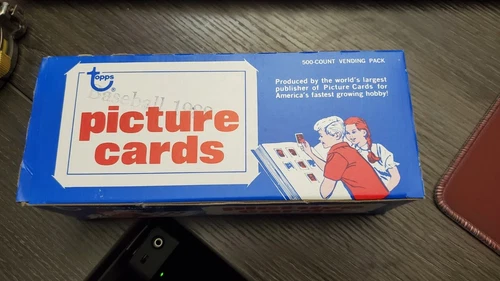 topps
500-COUNT VENDING PACK
Produced by the world's largest
publisher of Picture Cards for
America's fastest growing hobby!
Baseball
picture
cards